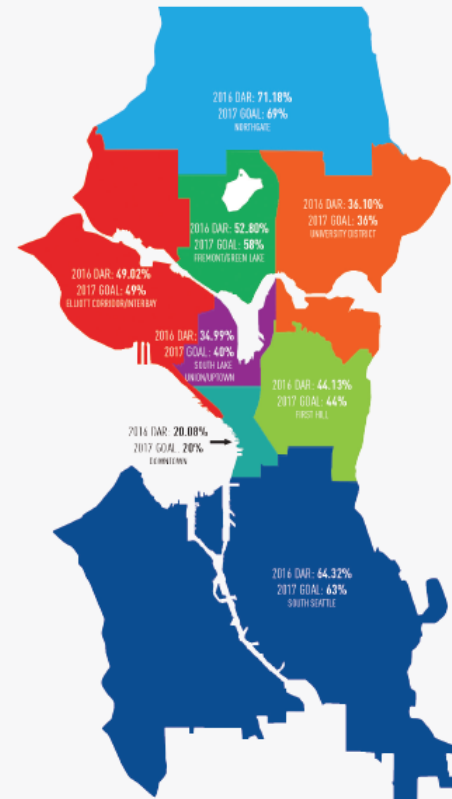 2016 DAR: 71.18%
2017 GOAL: 69%
NORTHGATE
2016 DAR: 36.10%
2017 GOAL: 36%
UNIVERSITY DISTRICT
2016 DAR: 52.80%
2017 GOAL: 58%
FREMONT/GREEN LAKE
2016 DAR: 49.02%
2017 GOAL: 49%
ELLIOTT CORRIDOR/INTERBAY
2016 DAR: 34.99%
2017 GOAL: 40%
SOUTH LAKE
UNION/UPTOWN
2016 DAR: 44.13%
2017 GOAL: 44%
FIRST HILL
2016 DAR: 20.08%
2017 GOAL: 20%
DOWNTOWN
2016 DAR: 64.32%
2017 GOAL: 63%
SOUTH SEATTLE